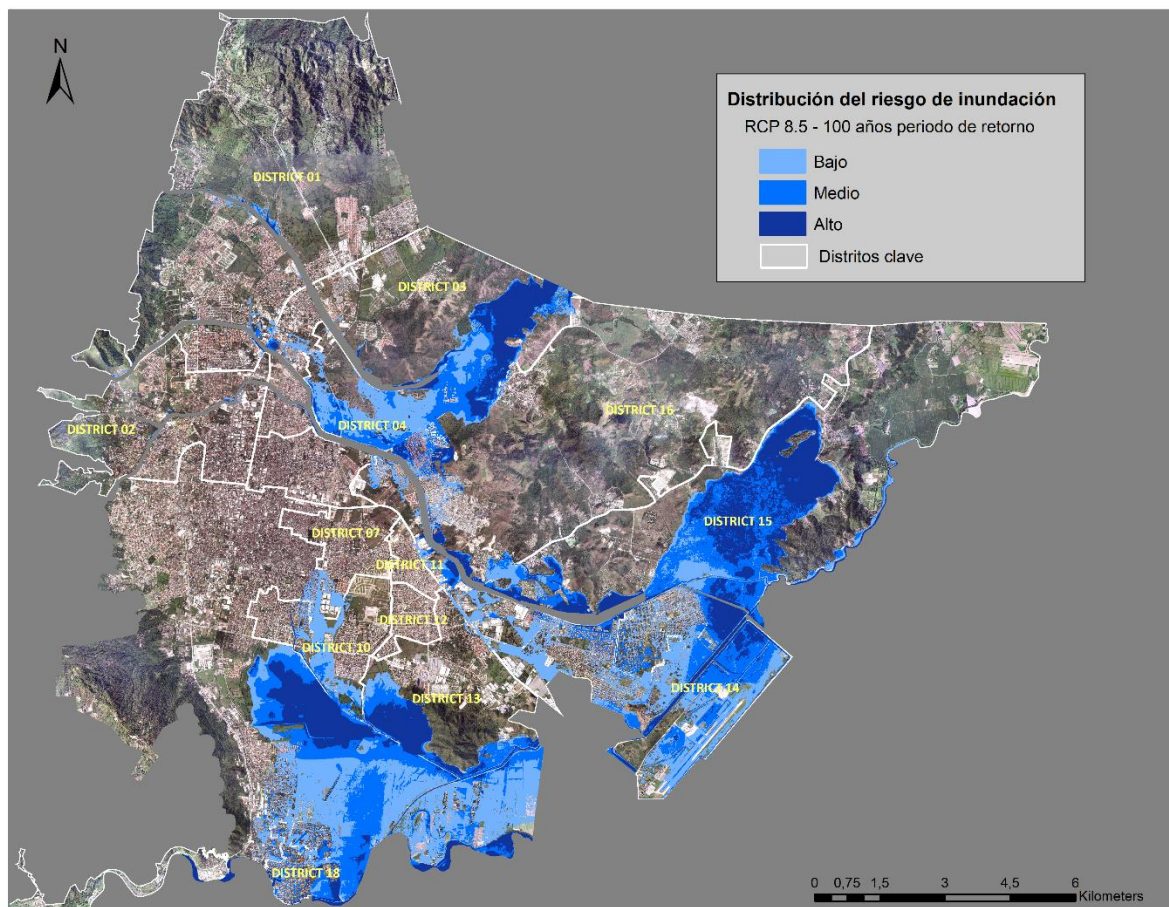 N
Distribución del riesgo de inundación
RCP 8.5 - 100 años periodo de retorno
Bajo
Medio
Alto
Distritos clave
DISTRICT 01
DISTRICT 03
DISTRICT 16
DISTRICT 02
DISTRICT 04
DISTRICT 15
DISTRICT 07
DISTRICT 11
DISTRICT 12
DISTRICT 10
DISTRICT 14
DISTRICT 13
DISTRICT 18
0 0,75 1,5 3 4,5 6
Kilometers